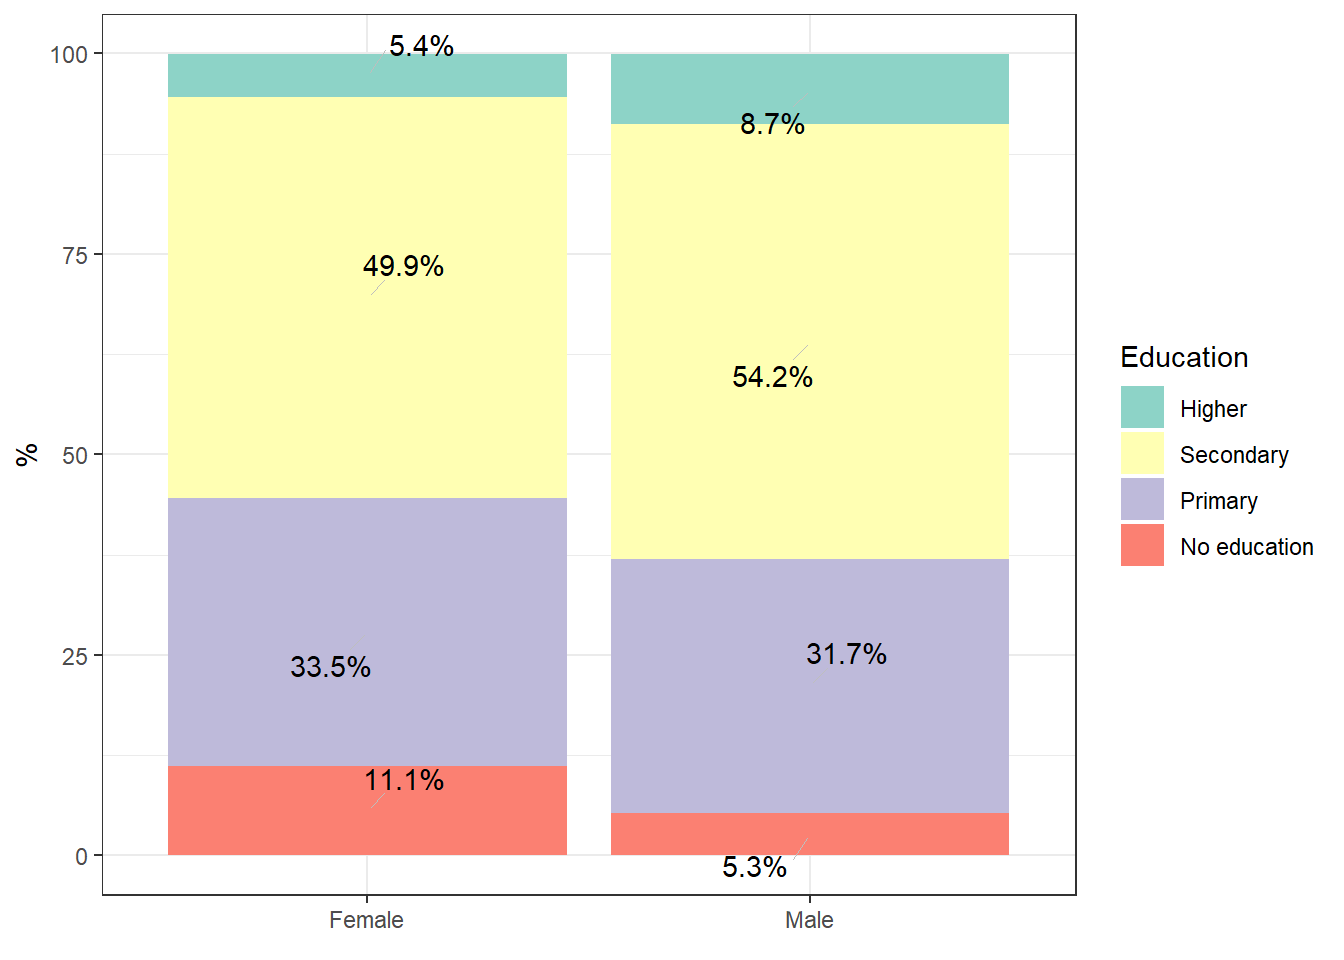 100
75
50
25
0
%
5.4%
8.7%
49.9%
54.2%
33.5%
31.7%
11.1%
5.3%
Female
Male
Education
Higher
Secondary
Primary
No education